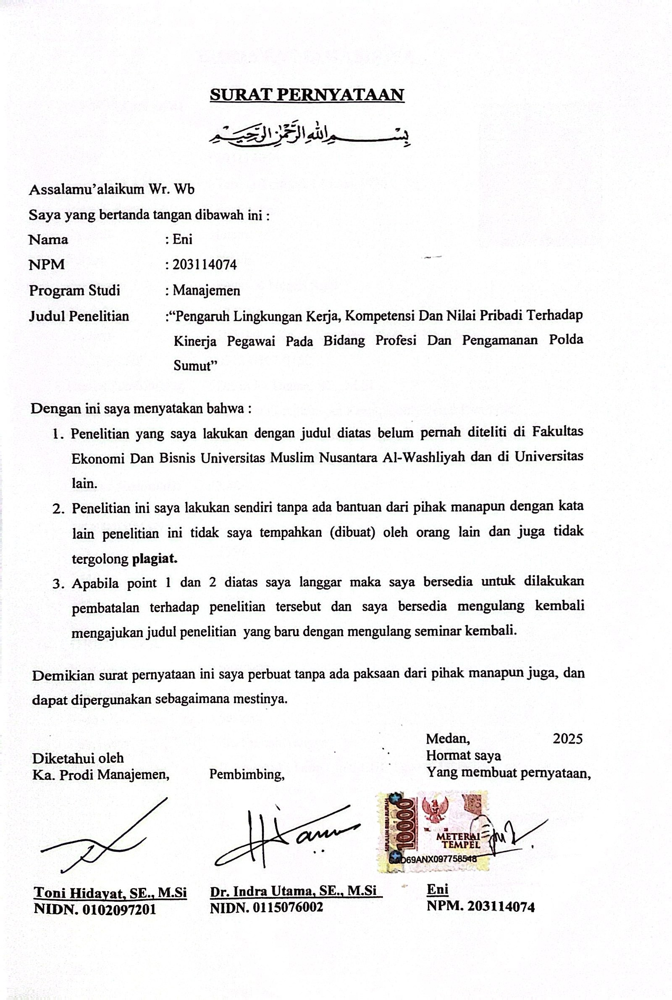 SURAT PERNYATAAN
بِسْمِ اللهِ الرَّحْمٰنِ الرَّحِيْمِ
Assalamu’alaikum Wr. Wb
Saya yang bertanda tangan dibawah ini :
Nama : Eni
NPM : 203114074
Program Studi : Manajemen
Judul Penelitian :“Pengaruh Lingkungan Kerja, Kompetensi Dan Nilai Pribadi Terhadap
Kinerja Pegawai Pada Bidang Profesi Dan Pengamanan Polda
Sumut”
Dengan ini saya menyatakan bahwa :
1. Penelitian yang saya lakukan dengan judul diatas belum pernah diteliti di Fakultas
Ekonomi Dan Bisnis Universitas Muslim Nusantara Al-Washliyah dan di Universitas
lain.
2. Penelitian ini saya lakukan sendiri tanpa ada bantuan dari pihak manapun dengan kata
lain penelitian ini tidak saya tempahkan (dibuat) oleh orang lain dan juga tidak
tergolong plagiat.
3. Apabila point 1 dan 2 diatas saya langgar maka saya bersedia untuk dilakukan
pembatalan terhadap penelitian tersebut dan saya bersedia mengulang kembali
mengajukan judul penelitian yang baru dengan mengulang seminar kembali.
Demikian surat pernyataan ini saya perbuat tanpa ada paksaan dari pihak manapun juga, dan
dapat dipergunakan sebagaimana mestinya.
Medan, 2025
Diketahui oleh Hormat saya
Ka. Prodi Manajemen, Pembimbing, Yang membuat pernyataan,
SEPULUH RIBU RUPIAH
10000
METERAI
TEMPEL
D69ANX097758548
Toni Hidayat, SE., M.Si Dr. Indra Utama, SE., M.Si Eni
NIDN. 0102097201 NIDN. 0115076002 NPM. 203114074